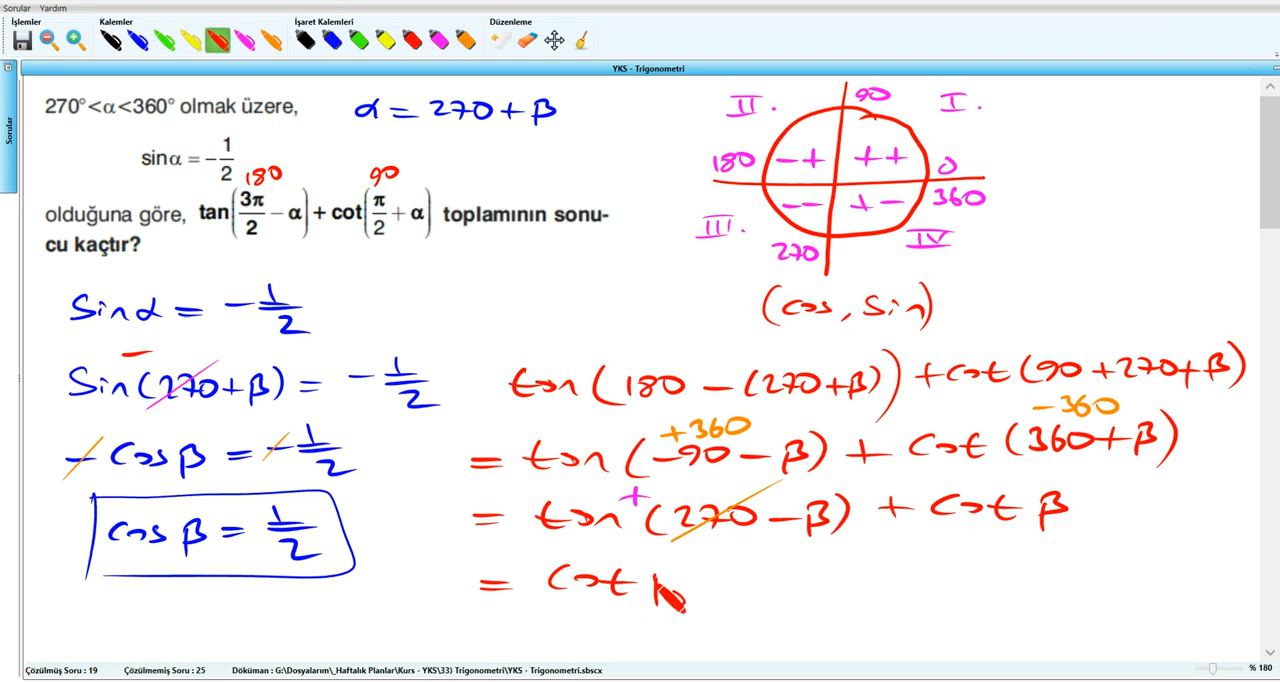 Sorular Yardım
İşlemler Kalemler İşaret Kalemleri Düzenleme
YKS - Trigonometri
Sorular
270°<α<360° olmak üzere,
α = 270 + β
sinα = -1/2
180
90
olduğuna göre, tan(3π/2 - α) + cot(π/2 + α) toplamının sonu-
cu kaçtır?
90
II.
I.
180
- +
+ +
0
- -
+ -
360
III.
270
IV
(cos, sin)
Sinα = -1/2
-
Sin(270+β) = -1/2
-cosβ = -1/2
cosβ = 1/2
tan(180 - (270+β)) + cot(90+270+β)
+360
-360
= tan(-90 - β) + cot(360+β)
+
= tan(270 - β) + cot β
= cot
Çözülmüş Soru : 19 Çözülmemiş Soru : 25 Döküman : G:\Dosyalarım\_Haftalık Planlar\Kurs - YKS\33) Trigonometri\YKS - Trigonometri.sbscx % 180